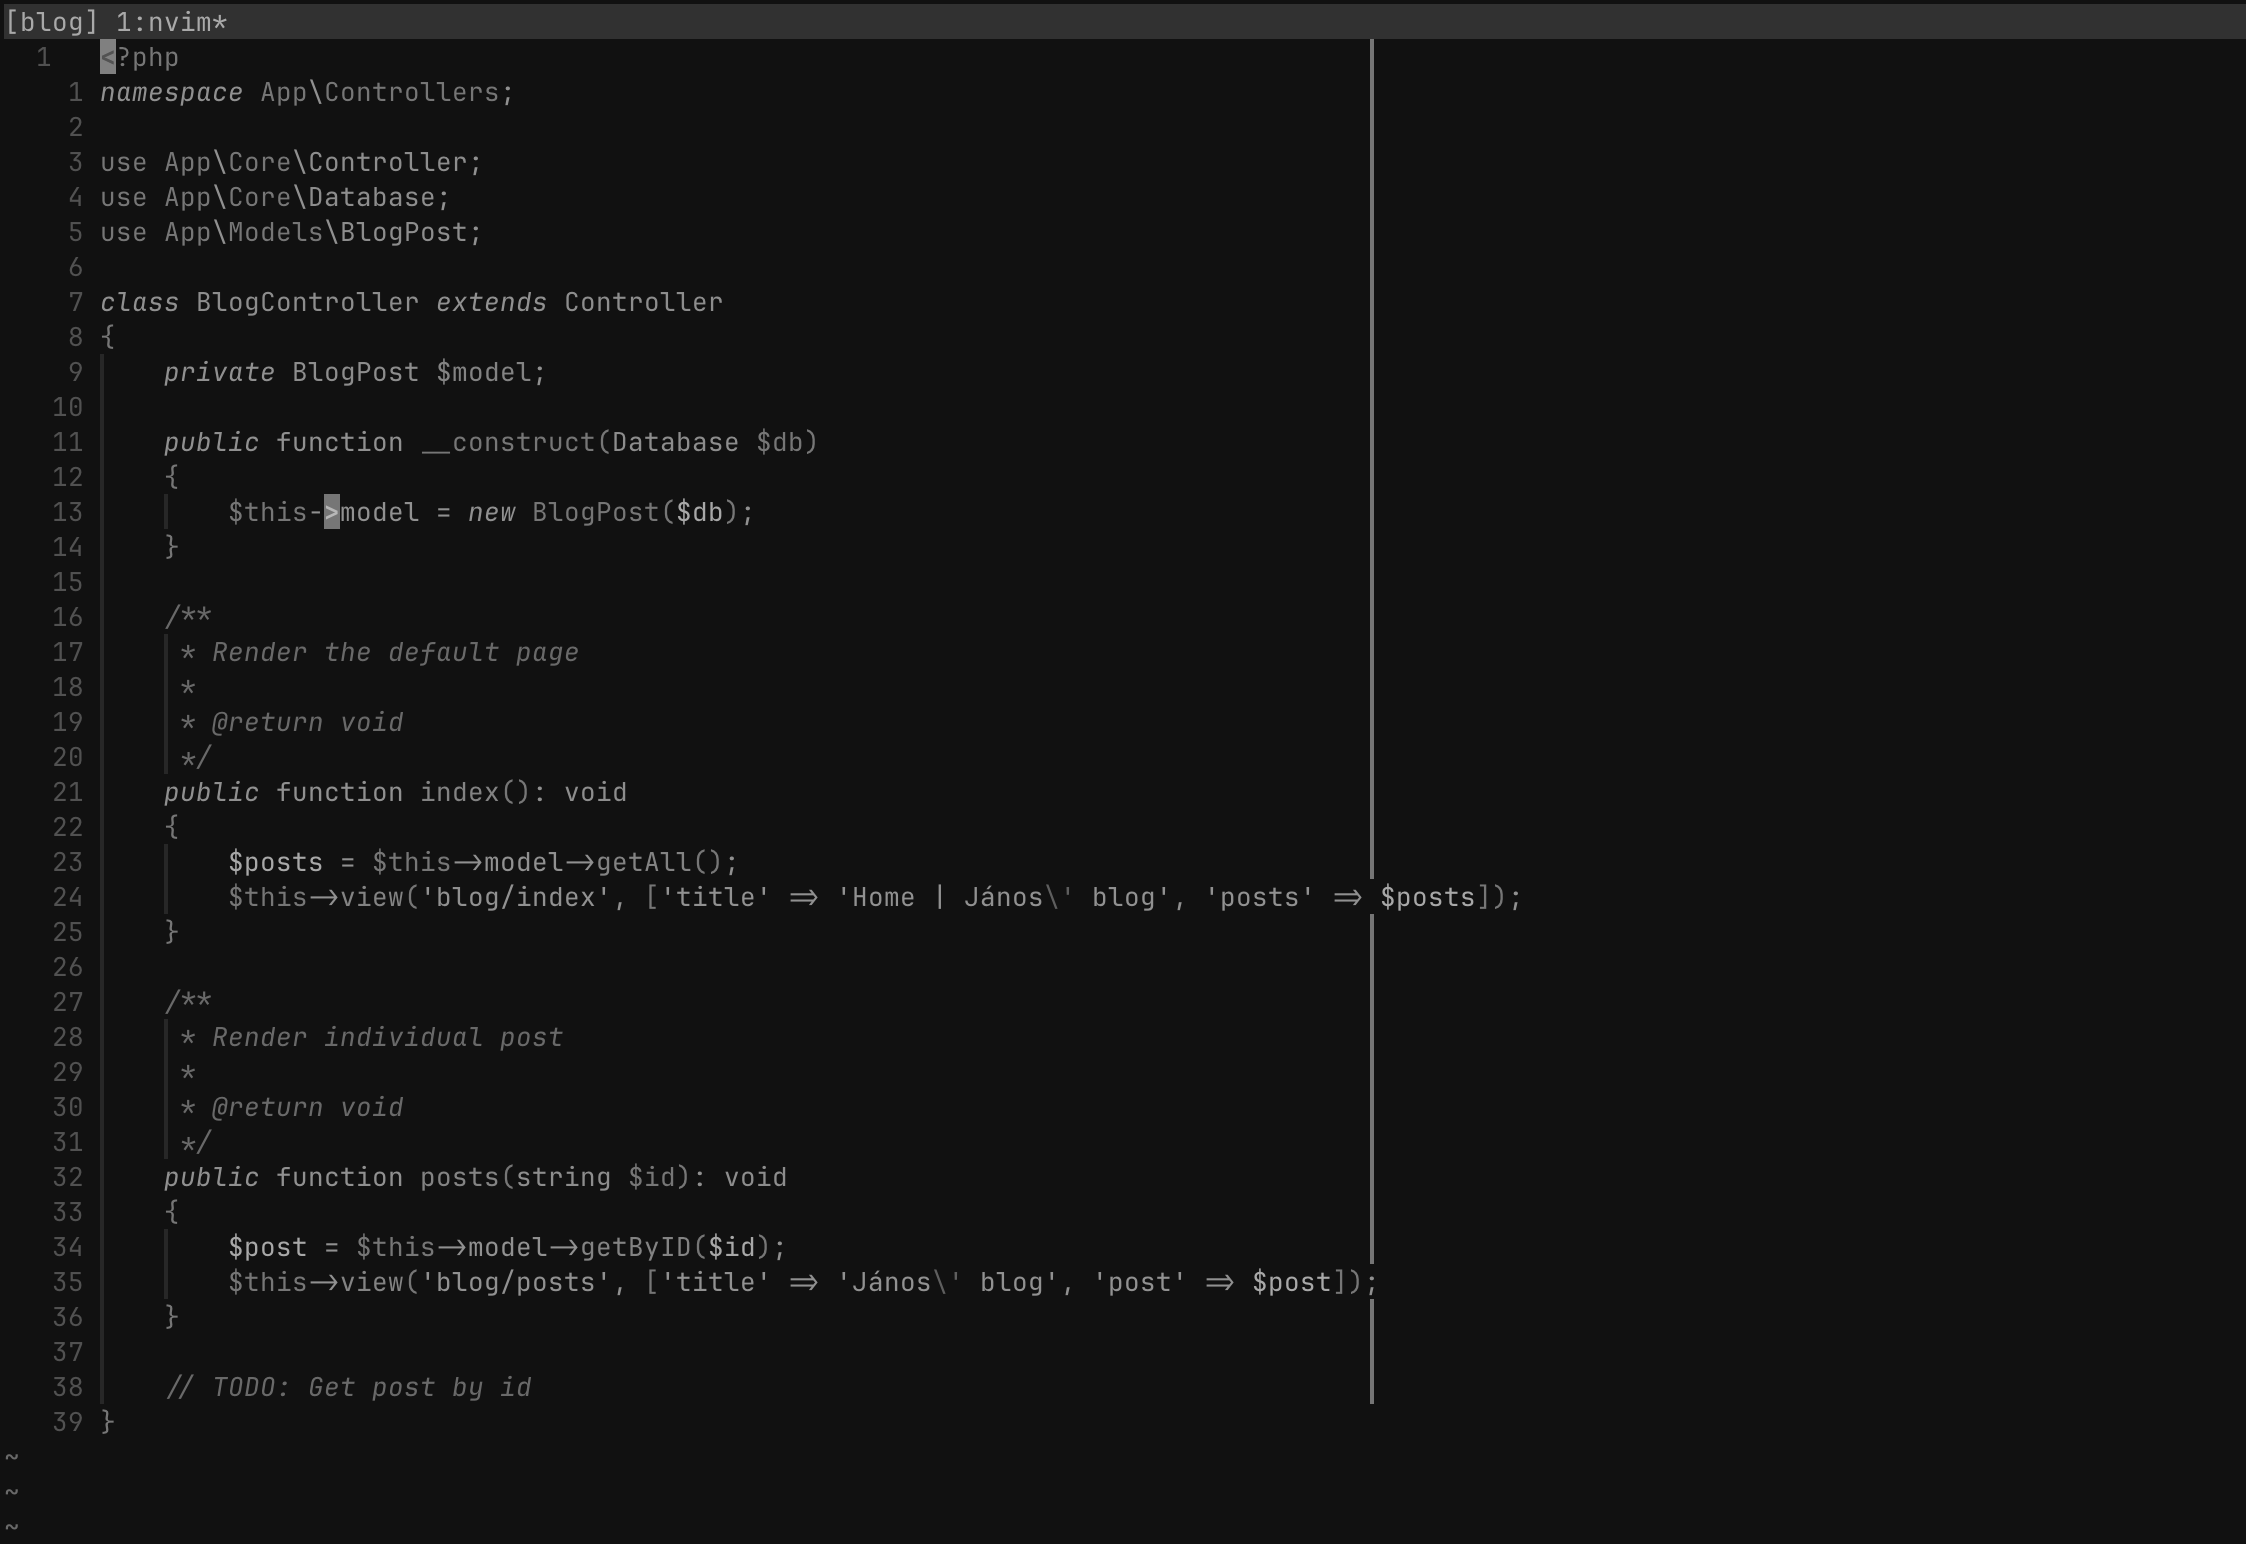 [blog] 1:nvim*
1 <?php
1 namespace App\Controllers;
2
3 use App\Core\Controller;
4 use App\Core\Database;
5 use App\Models\BlogPost;
6
7 class BlogController extends Controller
8 {
9     private BlogPost $model;
10
11     public function __construct(Database $db)
12     {
13         $this->model = new BlogPost($db);
14     }
15
16     /**
17      * Render the default page
18      *
19      * @return void
20      */
21     public function index(): void
22     {
23         $posts = $this->model->getAll();
24         $this->view('blog/index', ['title' => 'Home | János\' blog', 'posts' => $posts]);
25     }
26
27     /**
28      * Render individual post
29      *
30      * @return void
31      */
32     public function posts(string $id): void
33     {
34         $post = $this->model->getByID($id);
35         $this->view('blog/posts', ['title' => 'János\' blog', 'post' => $post]);
36     }
37
38     // TODO: Get post by id
39 }
~
~
~